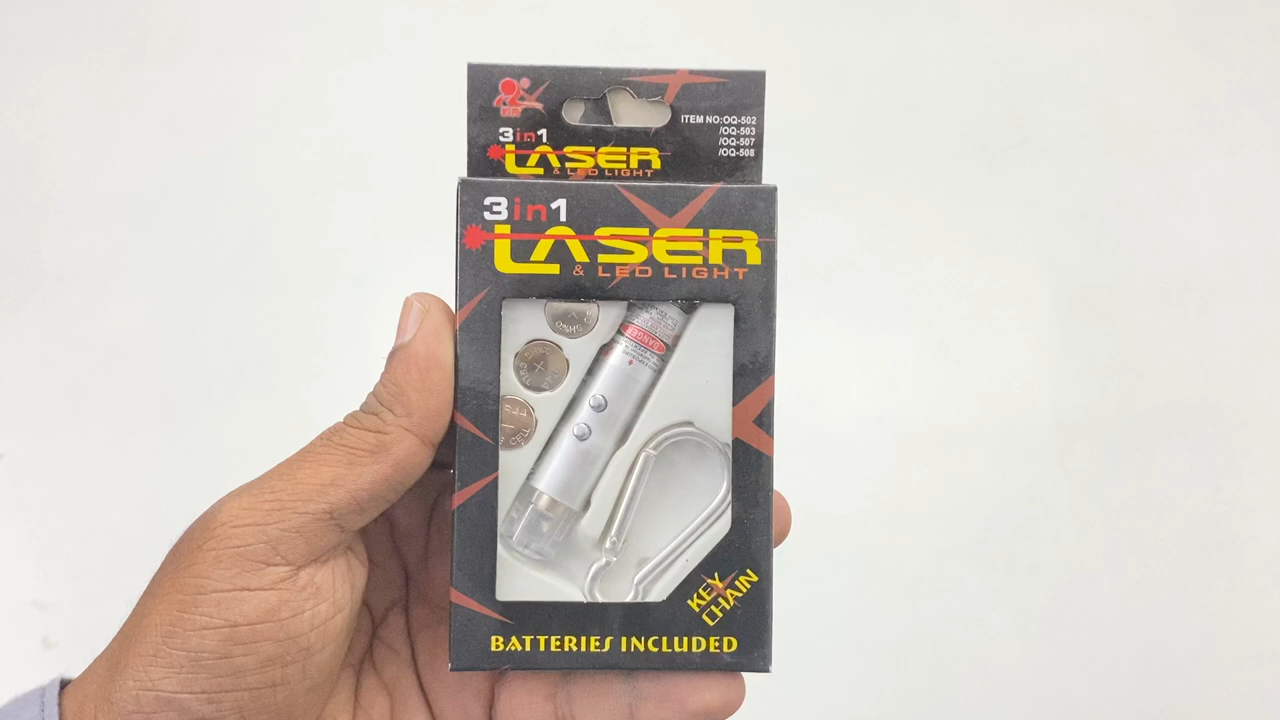 ITEM NO:OQ-502
/OQ-503
/OQ-507
/OQ-508
3in1
LASER
& LED LIGHT
3in1
LASER
& LED LIGHT
DANGER
CELL
KEY
CHAIN
BATTERIES INCLUDED